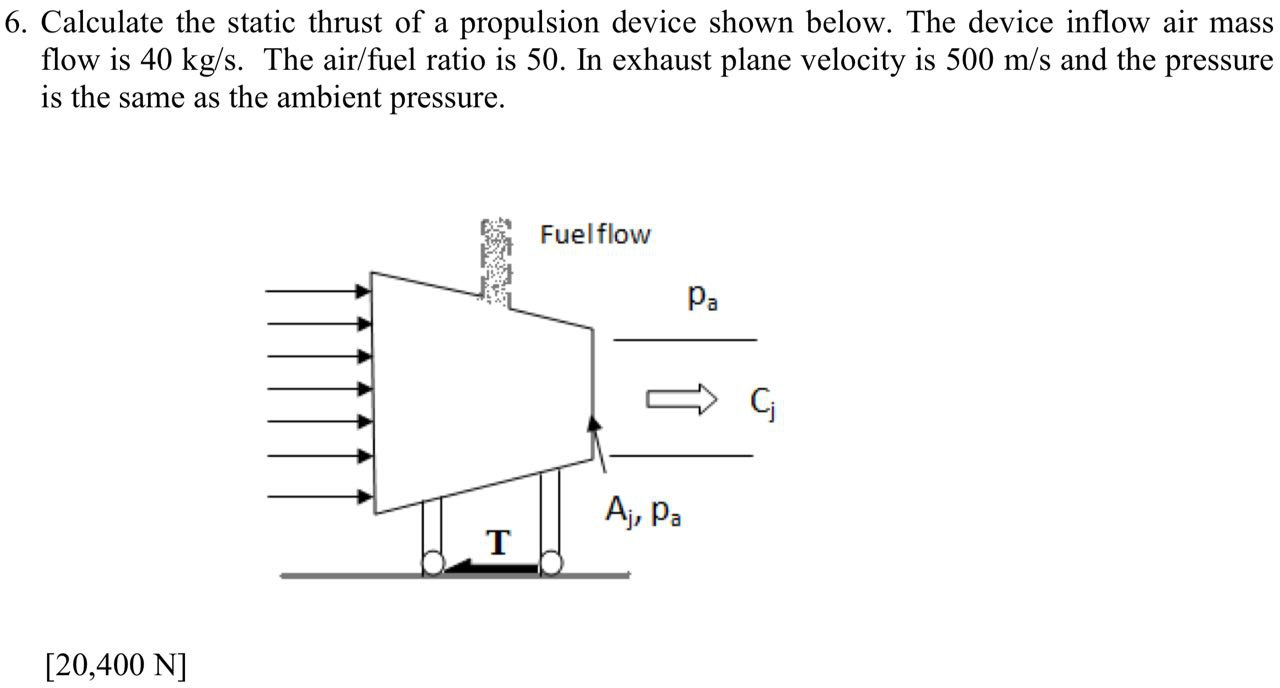 6. Calculate the static thrust of a propulsion device shown below. The device inflow air mass
flow is 40 kg/s. The air/fuel ratio is 50. In exhaust plane velocity is 500 m/s and the pressure
is the same as the ambient pressure.
Fuel flow
pₐ
Cⱼ
Aⱼ, pₐ
T
[20,400 N]